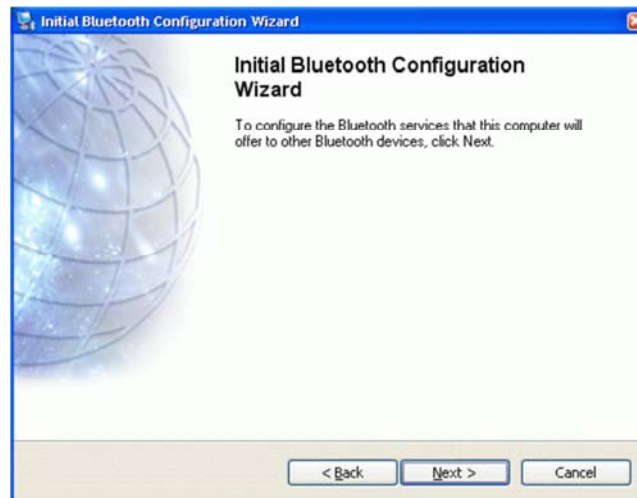 Initial Bluetooth Configuration Wizard
Initial Bluetooth Configuration
Wizard
To configure the Bluetooth services that this computer will
offer to other Bluetooth devices, click Next.
< Back
Next >
Cancel